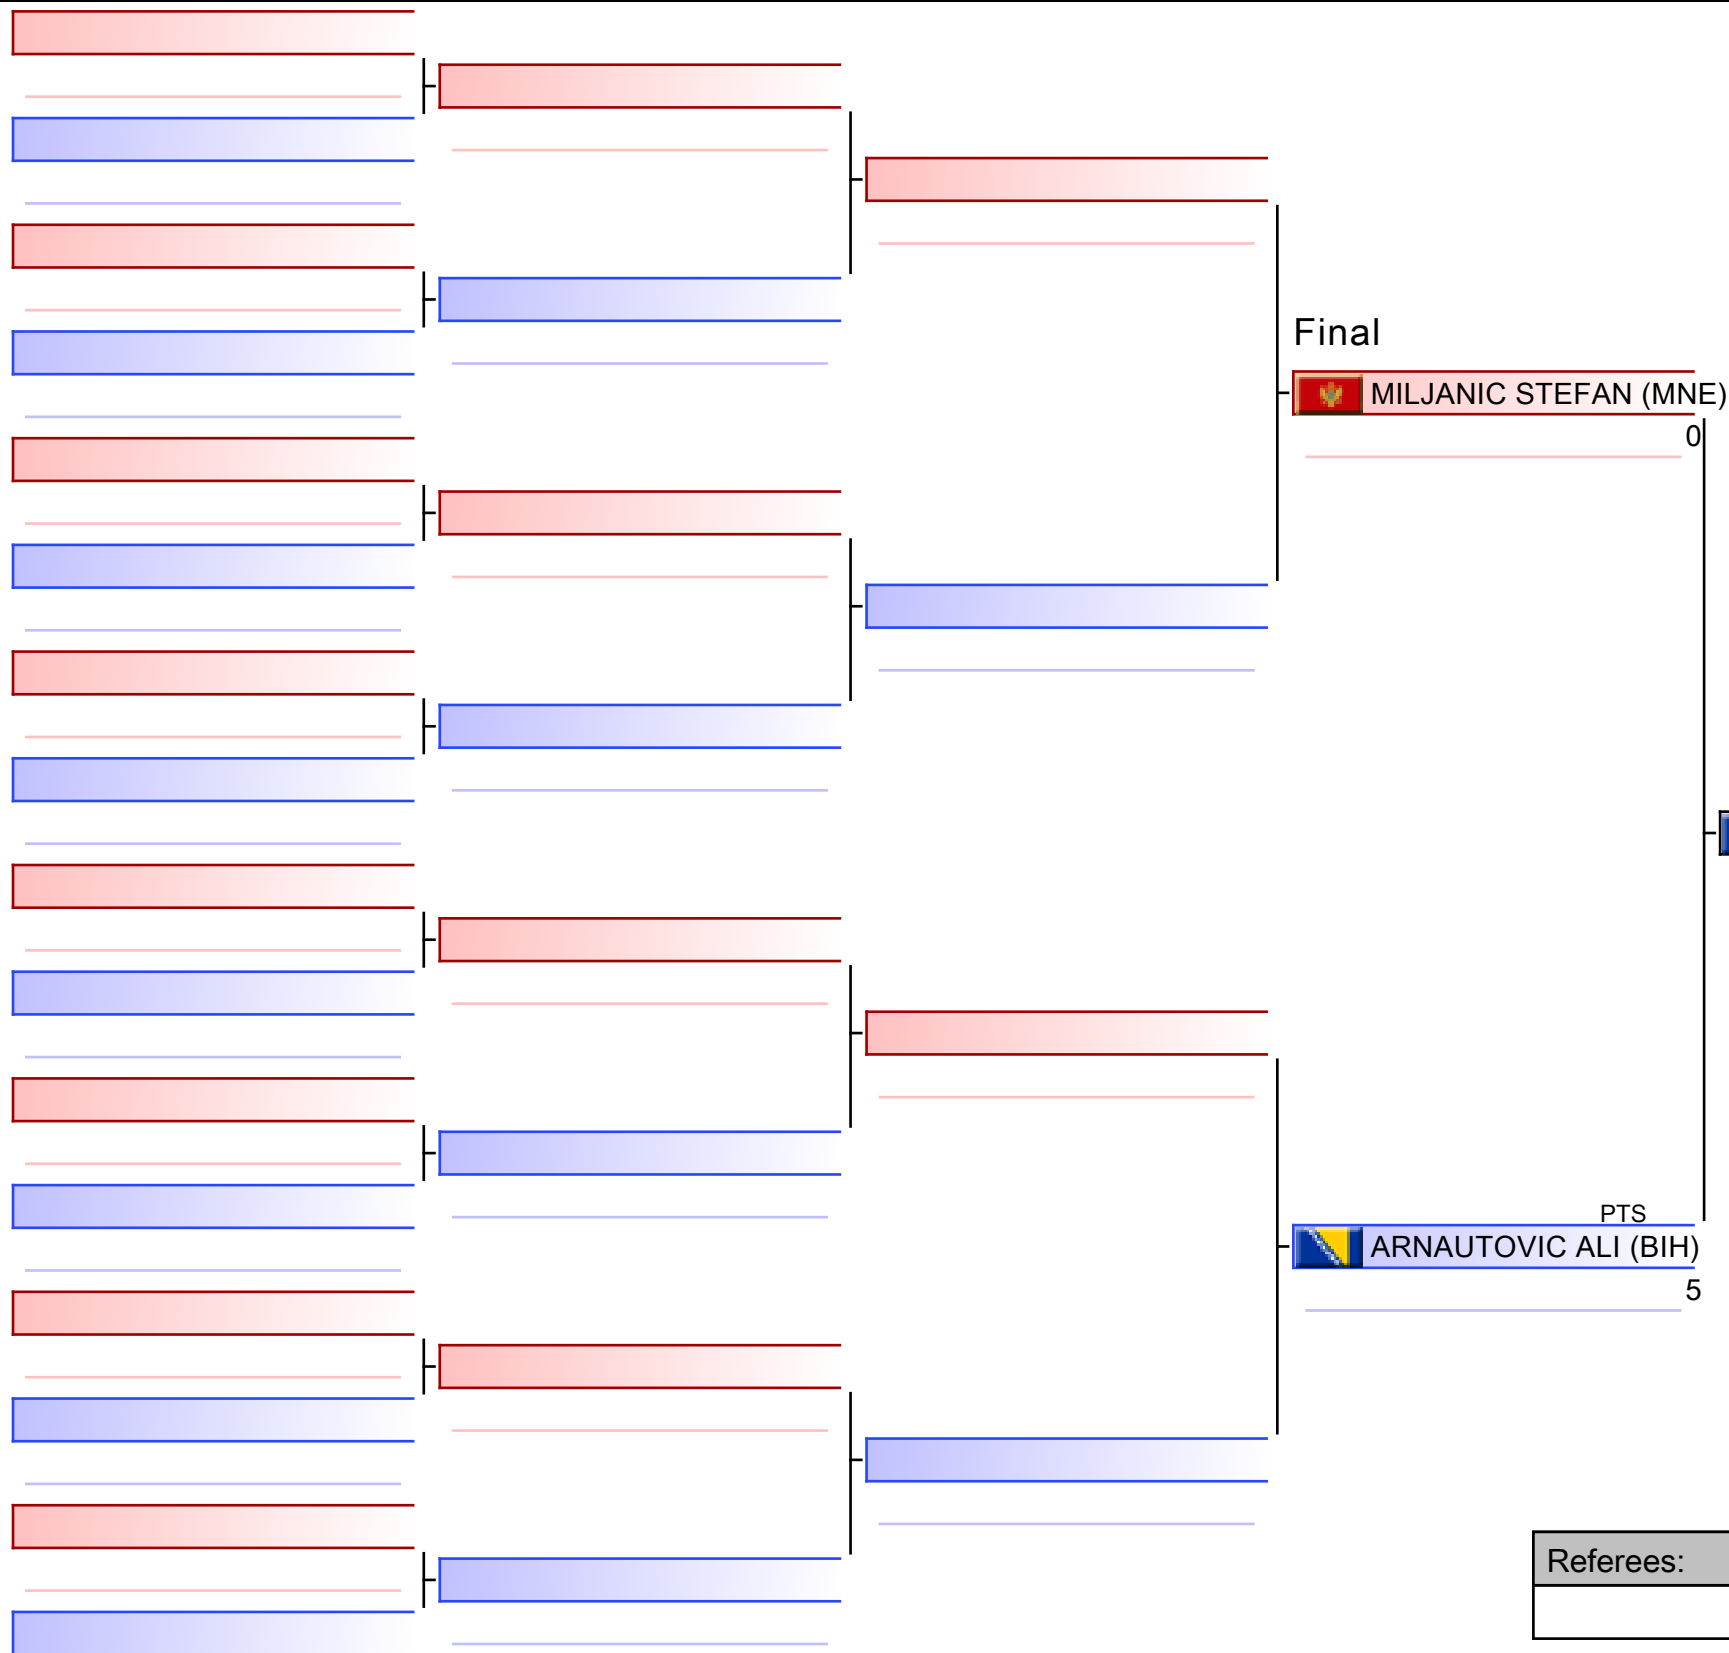 Final
MILJANIC STEFAN (MNE)
0
PTS
ARNAUTOVIC ALI (BIH)
5
Referees: